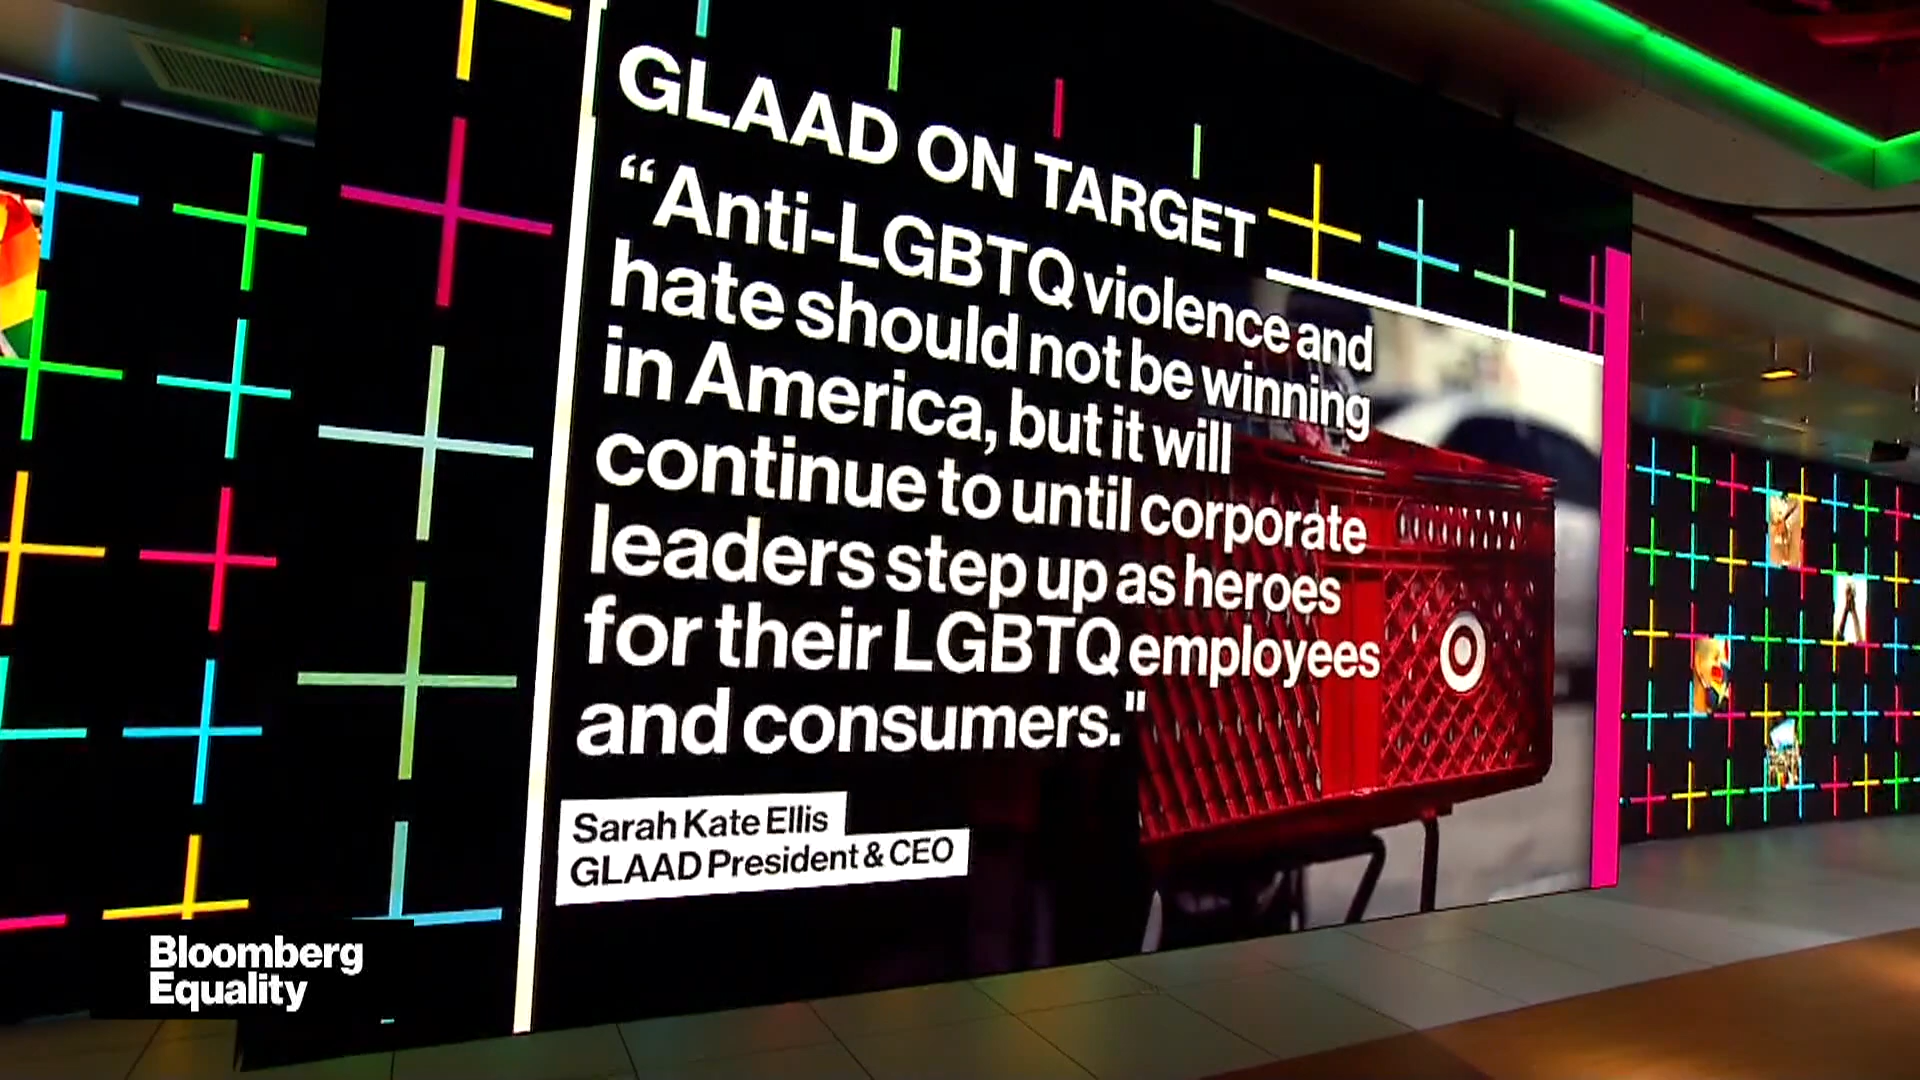 GLAAD ON TARGET
“Anti-LGBTQ violence and
hate should not be winning
in America, but it will
continue to until corporate
leaders step up as heroes
for their LGBTQ employees
and consumers."
Sarah Kate Ellis
GLAAD President & CEO
Bloomberg
Equality